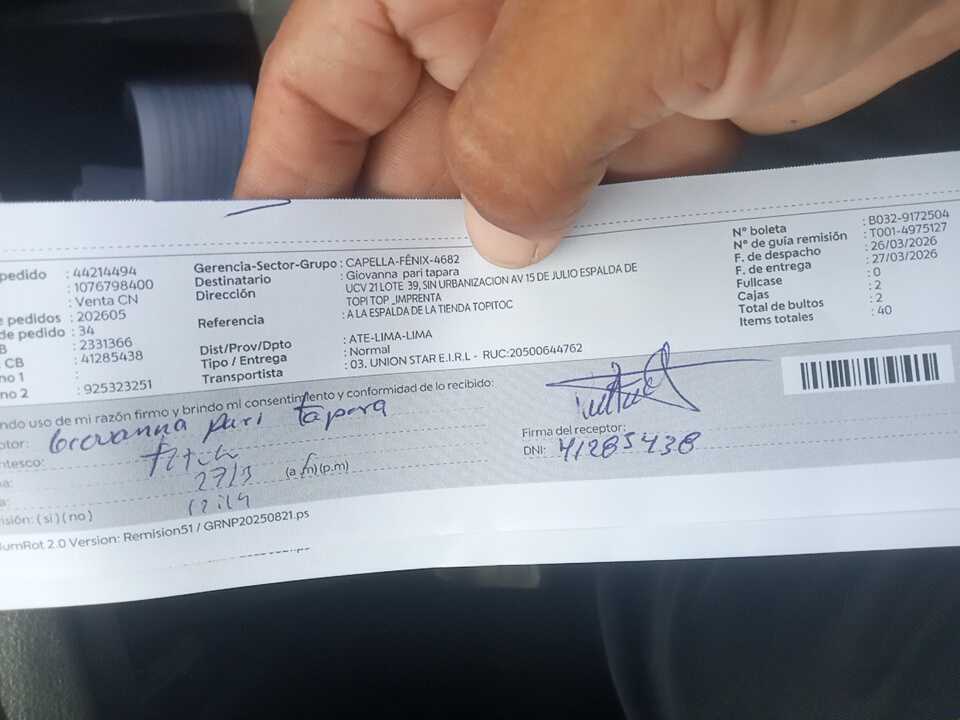 pedido : 44214494
: 1076798400
: Venta CN
e pedidos : 202605
de pedido : 34
B : 2331366
CB : 41285438
no 1 :
no 2 : 925323251
Gerencia-Sector-Grupo : CAPELLA-FÉNIX-4682
Destinatario : Giovanna pari tapara
Dirección : UCV 21 LOTE 39, SIN URBANIZACION AV 15 DE JULIO ESPALDA DE
TOPI TOP _IMPRENTA
Referencia : A LA ESPALDA DE LA TIENDA TOPITOC
Dist/Prov/Dpto : ATE-LIMA-LIMA
Tipo / Entrega : Normal
Transportista : 03. UNION STAR E.I.R.L - RUC:20500644762
N° boleta : B032-9172504
N° de guía remisión : T001-4975127
F. de despacho : 26/03/2026
F. de entrega : 27/03/2026
Fullcase : 0
Cajas : 2
Total de bultos : 2
Items totales : 40
ndo uso de mi razón firmo y brindo mi consentimiento y conformidad de lo recibido:
ptor: Giovanna pari tapara
ntesco:
na: 27/3 (a.m)(p.m)
a:
isión: ( si ) ( no )
Firma del receptor:
DNI: 41285438
umRot 2.0 Version: Remision51 / GRNP20250821.ps